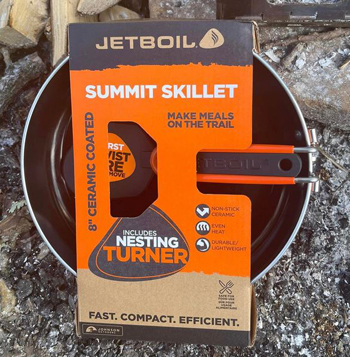 JETBOIL
SUMMIT SKILLET
MAKE MEALS
ON THE TRAIL
8" CERAMIC COATED
JETBOIL
NON-STICK
CERAMIC
EVEN
HEAT
DURABLE/
LIGHTWEIGHT
INCLUDES
NESTING
TURNER
FAST. COMPACT. EFFICIENT.
JOHNSON